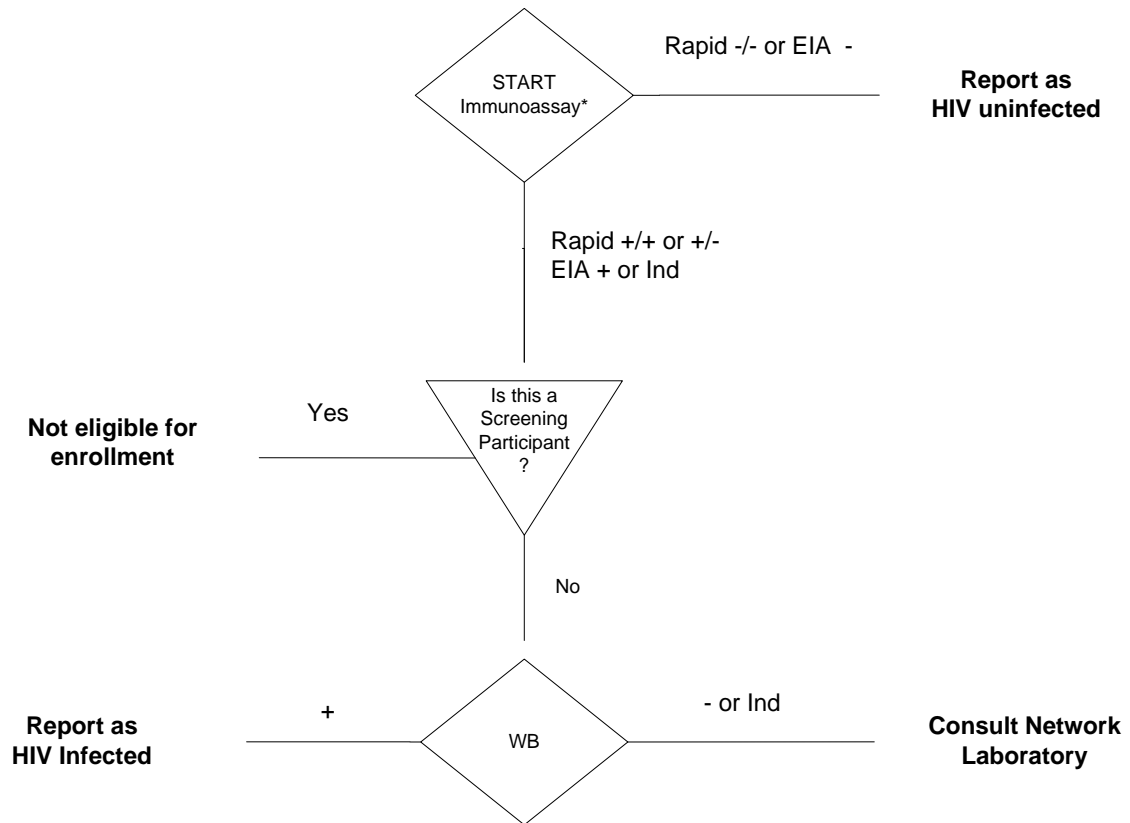 Rapid -/- or EIA -
START
Immunoassay*
Report as
HIV uninfected
Rapid +/+ or +/-
EIA + or Ind
Is this a
Screening
Participant
?
Yes
Not eligible for
enrollment
No
+
- or Ind
Report as
HIV Infected
WB
Consult Network
Laboratory